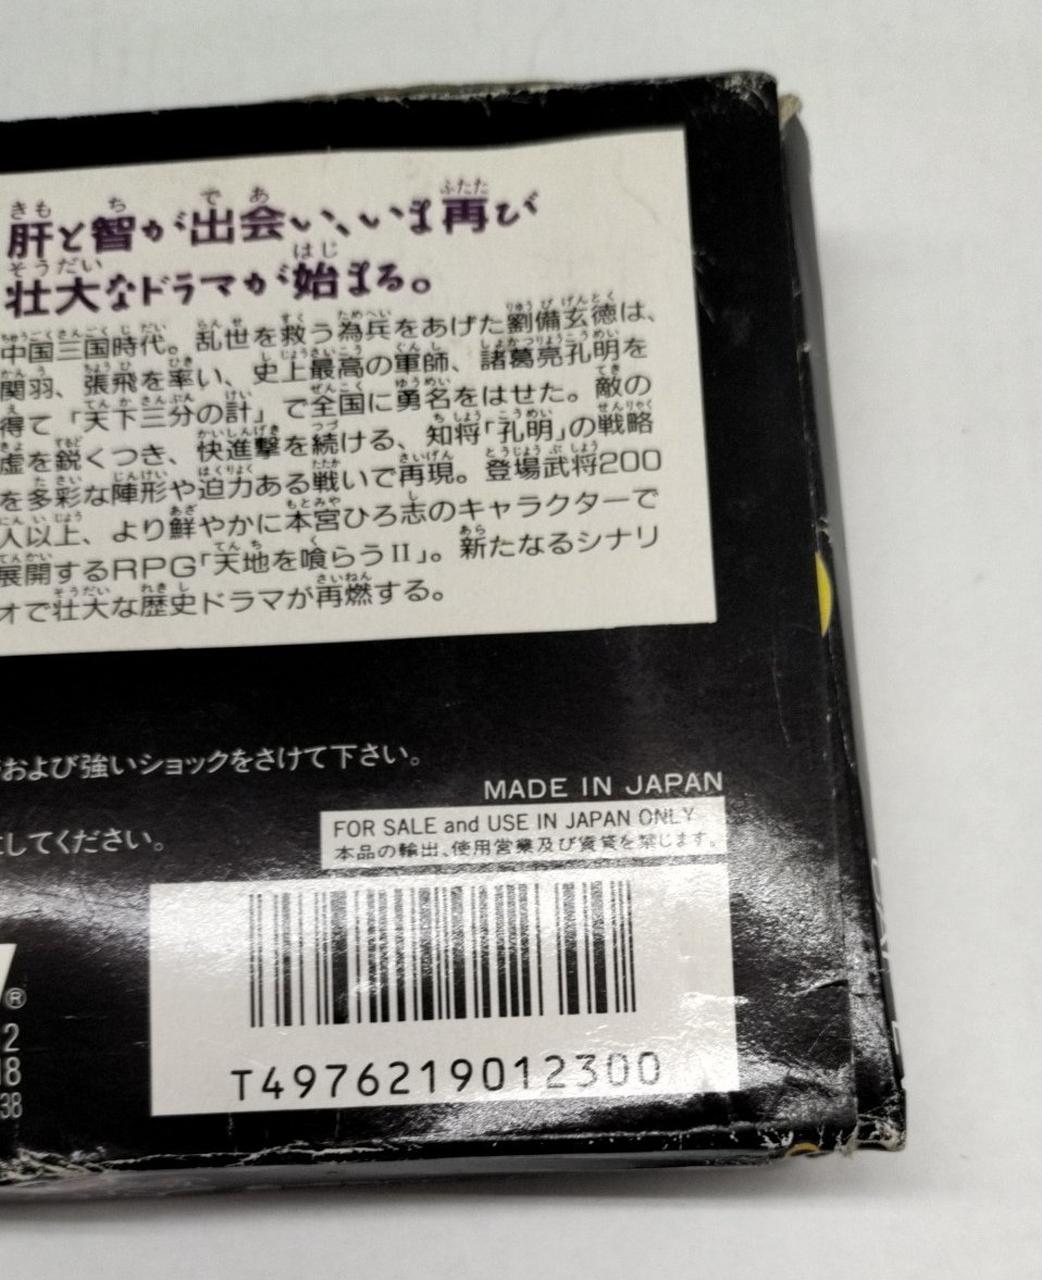 肝と智が出会い、いま再び
壮大なドラマが始まる。
中国三国時代。乱世を救う為兵をあげた劉備玄徳は、
関羽、張飛を率い、史上最高の軍師、諸葛亮孔明を
得て「天下三分の計」で全国に勇名をはせた。敵の
虚を鋭くつき、快進撃を続ける、知将「孔明」の戦略
を多彩な陣形や迫力ある戦いで再現。登場武将200
人以上、より鮮やかに本宮ひろ志のキャラクターで
展開するRPG「天地を喰らうⅡ」。新たなるシナリ
オで壮大な歴史ドラマが再燃する。
および強いショックをさけて下さい。
MADE IN JAPAN
FOR SALE and USE IN JAPAN ONLY
してください。
本品の輸出、使用営業及び賃貸を禁じます。
®
2
18
38
T4976219012300